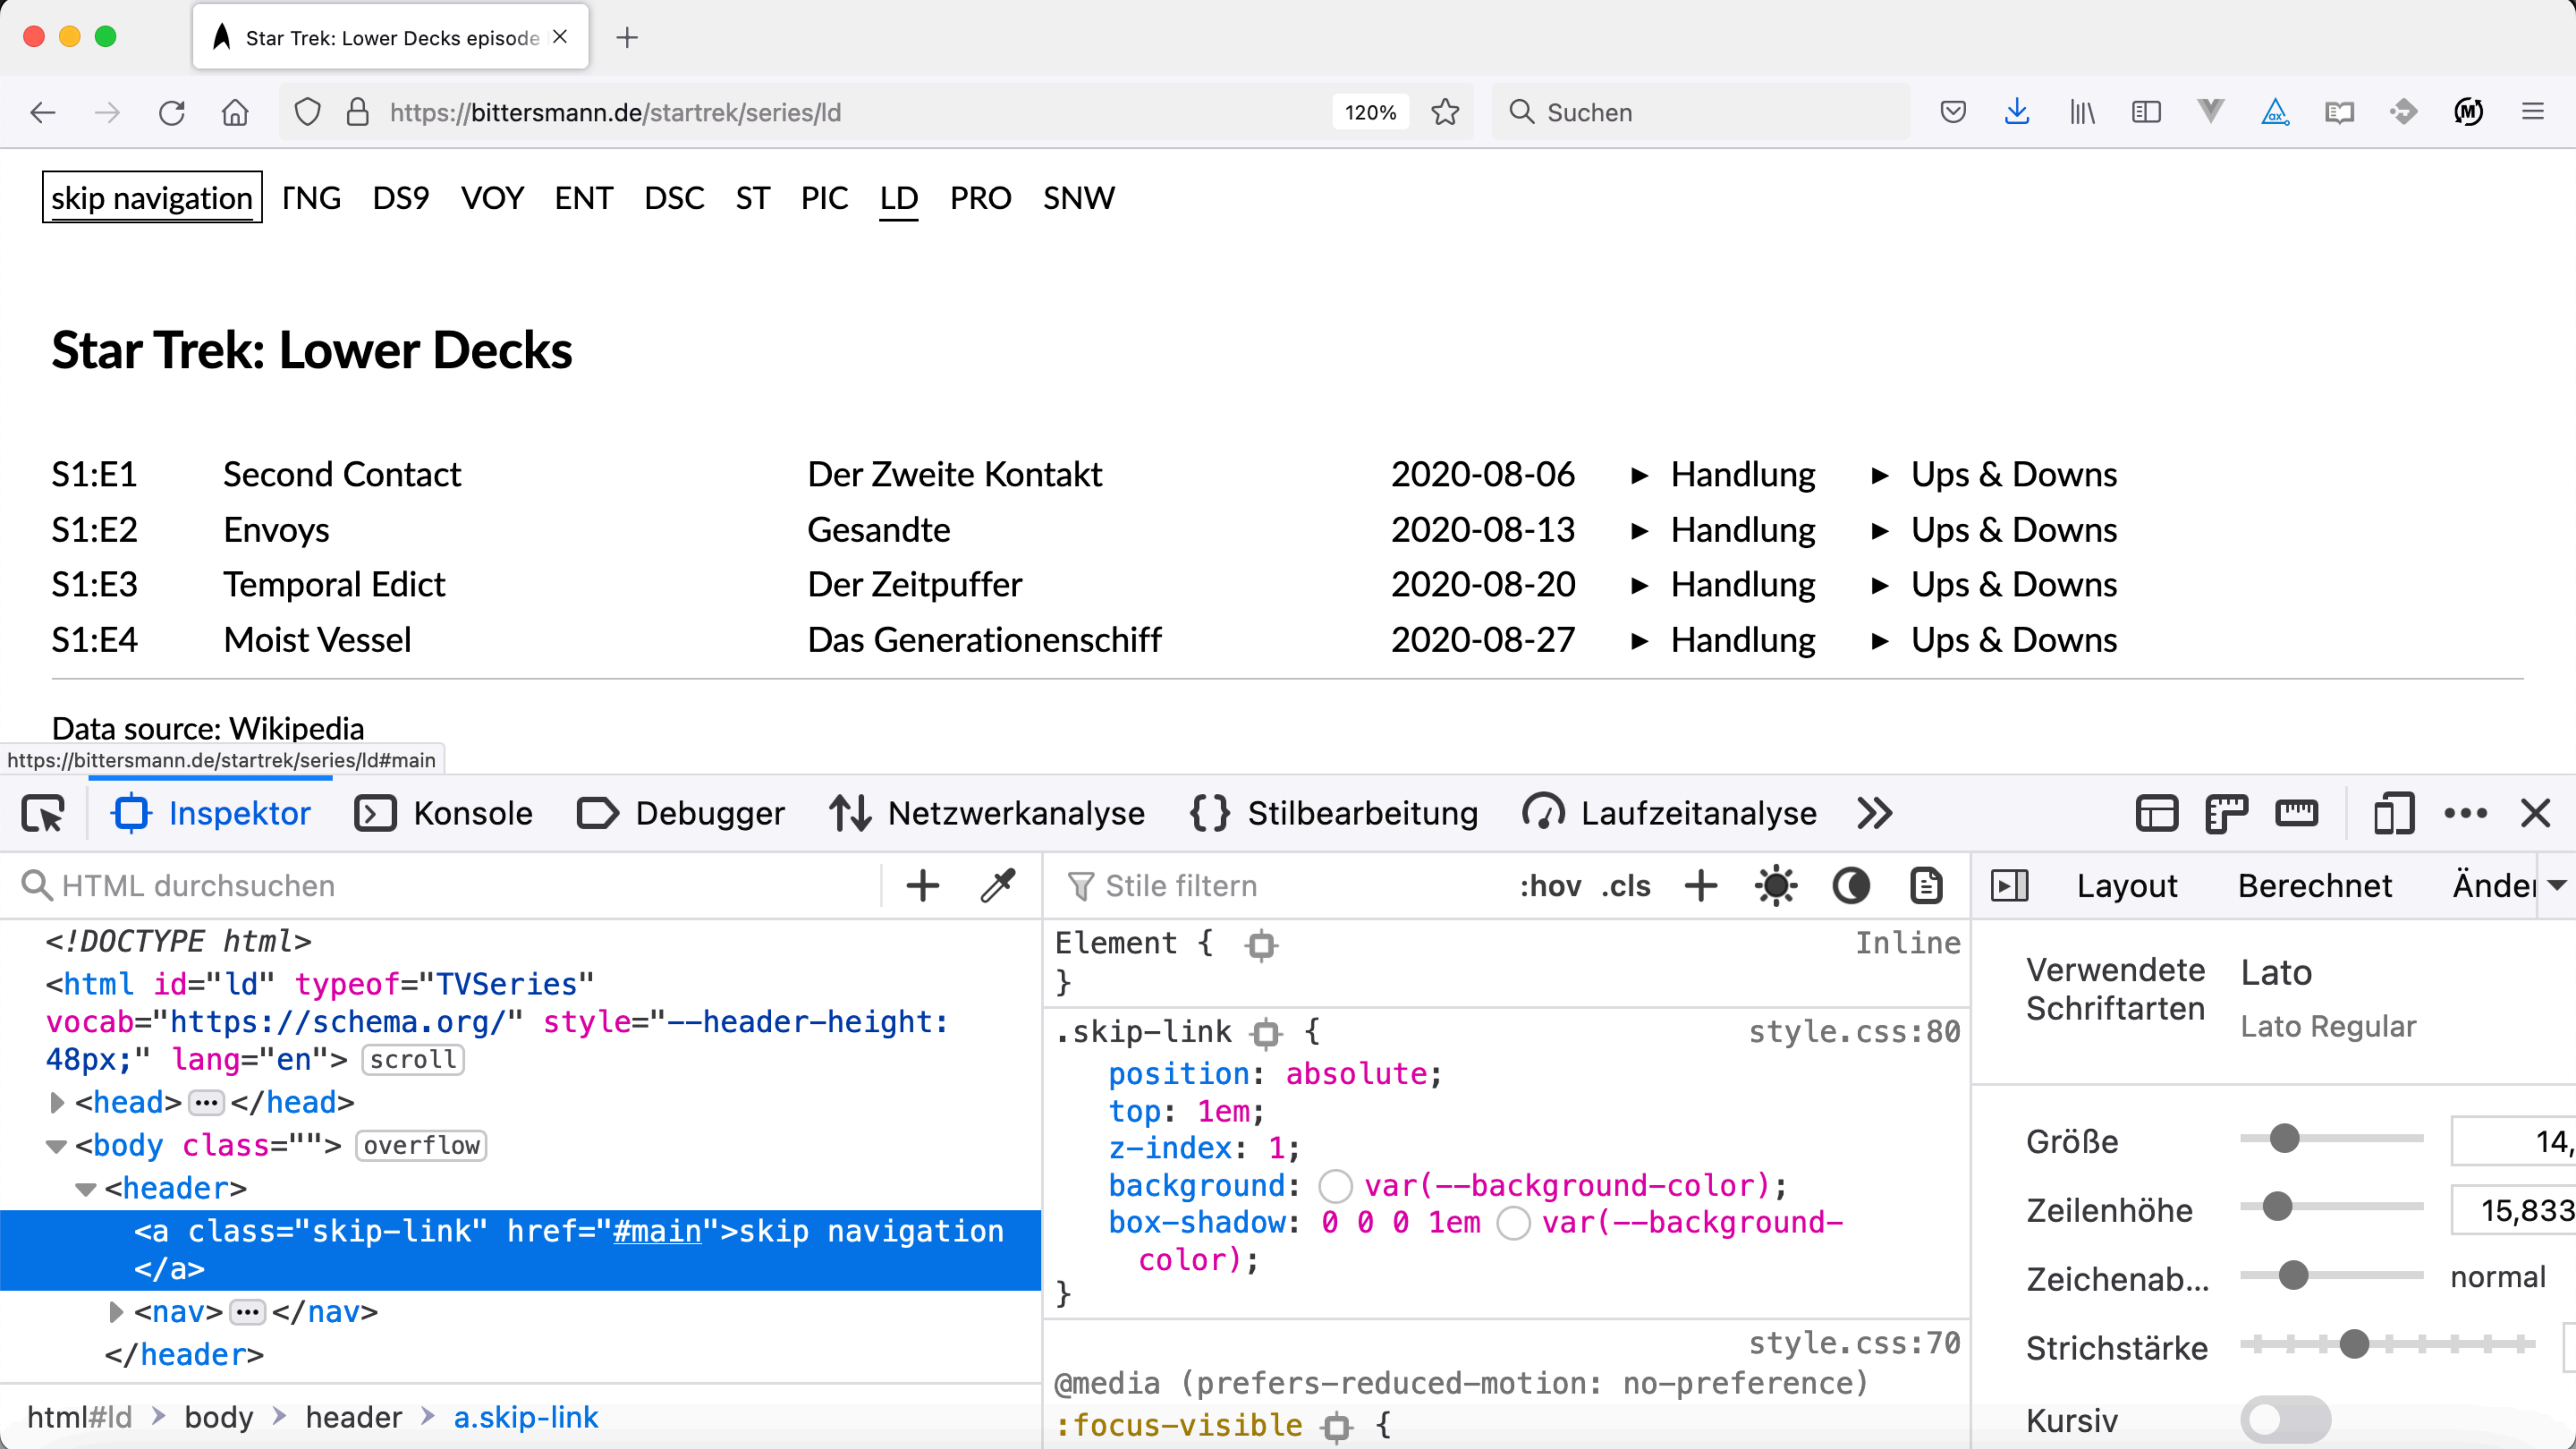 Star Trek: Lower Decks episode
https://bittersmann.de/startrek/series/ld
120%
Suchen
skip navigation TNG DS9 VOY ENT DSC ST PIC LD PRO SNW
Star Trek: Lower Decks
S1:E1 Second Contact Der Zweite Kontakt 2020-08-06 ► Handlung ► Ups & Downs
S1:E2 Envoys Gesandte 2020-08-13 ► Handlung ► Ups & Downs
S1:E3 Temporal Edict Der Zeitpuffer 2020-08-20 ► Handlung ► Ups & Downs
S1:E4 Moist Vessel Das Generationenschiff 2020-08-27 ► Handlung ► Ups & Downs
Data source: Wikipedia
https://bittersmann.de/startrek/series/ld#main
Inspektor Konsole Debugger Netzwerkanalyse Stilbearbeitung Laufzeitanalyse
HTML durchsuchen
<!DOCTYPE html>
<html id="ld" typeof="TVSeries"
vocab="https://schema.org/" style="--header-height:
48px;" lang="en"> scroll
<head> ••• </head>
<body class=""> overflow
<header>
<a class="skip-link" href="#main">skip navigation
</a>
<nav> ••• </nav>
</header>
html#ld > body > header > a.skip-link
Stile filtern :hov .cls
Element { Inline
}
.skip-link { style.css:80
position: absolute;
top: 1em;
z-index: 1;
background: var(--background-color);
box-shadow: 0 0 0 1em var(--background-
color);
}
style.css:70
@media (prefers-reduced-motion: no-preference)
:focus-visible {
Layout Berechnet
Verwendete
Schriftarten
Lato
Lato Regular
Größe 14,
Zeilenhöhe 15,833
Zeichenab... normal
Strichstärke
Kursiv